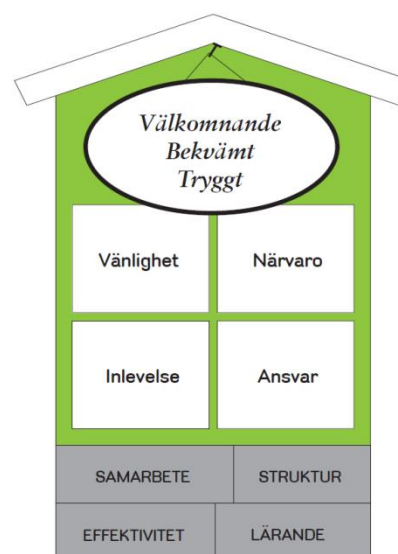 Välkomnande
Bekvämt
Tryggt
Vänlighet Närvaro
Inlevelse Ansvar
SAMARBETE STRUKTUR
EFFEKTIVITET LÄRANDE